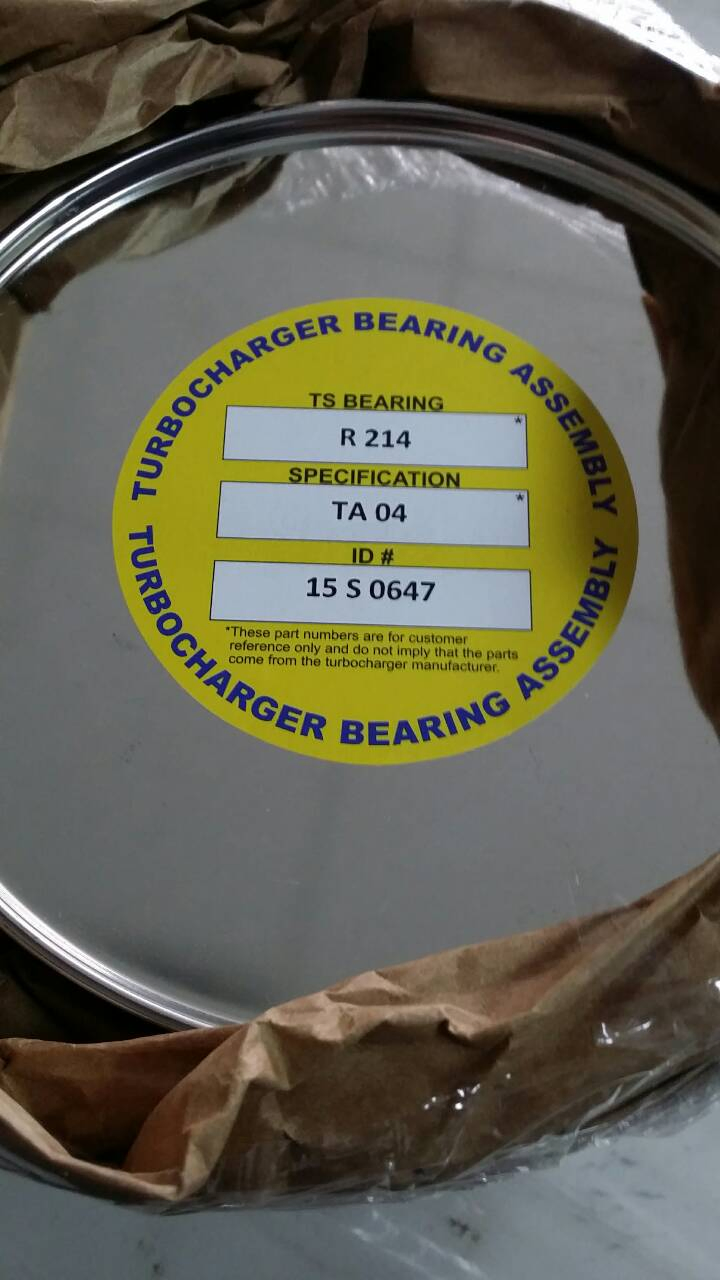 TURBOCHARGER BEARING ASSEMBLY
TS BEARING
*
R 214
SPECIFICATION
*
TA 04
ID #
15 S 0647
*These part numbers are for customer
reference only and do not imply that the parts
come from the turbocharger manufacturer.
TURBOCHARGER BEARING ASSEMBLY